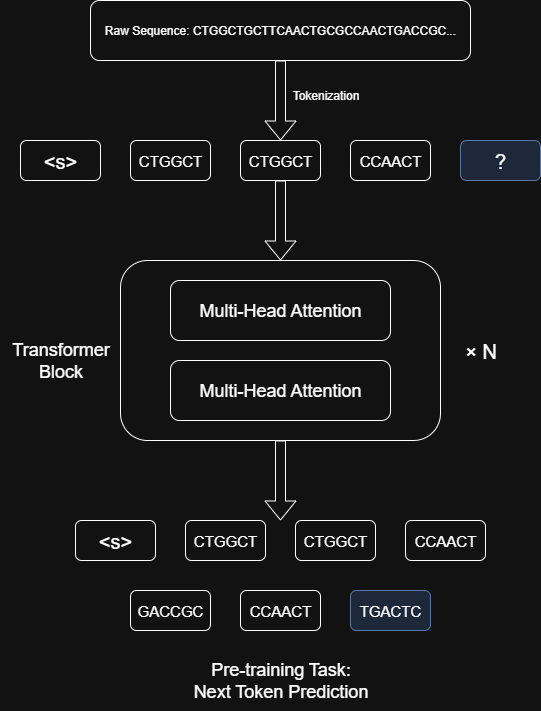 Raw Sequence: CTGGCTGCTTCAACTGCGCCAACTGACCGC...
Tokenization
<s> CTGGCT CTGGCT CCAACT ?
Multi-Head Attention
Transformer
Block
× N
Multi-Head Attention
<s> CTGGCT CTGGCT CCAACT
GACCGC CCAACT TGACTC
Pre-training Task:
Next Token Prediction